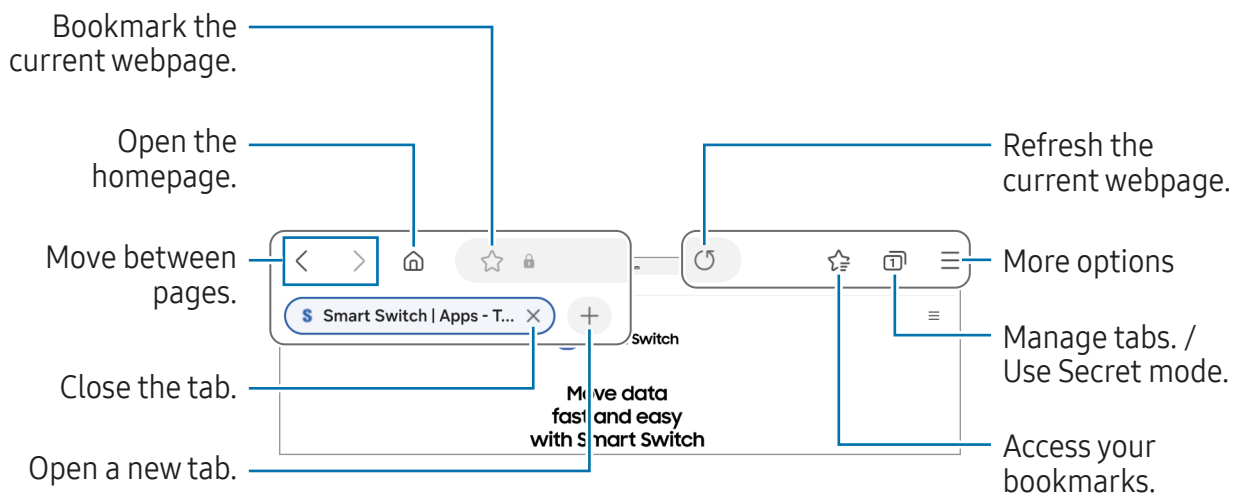 Bookmark the
current webpage.
Open the
homepage.
Refresh the
current webpage.
Move between
pages.
More options
1
S Smart Switch | Apps - T...
Switch
Manage tabs. /
Use Secret mode.
Close the tab.
Move data
fast and easy
with Smart Switch
Access your
bookmarks.
Open a new tab.